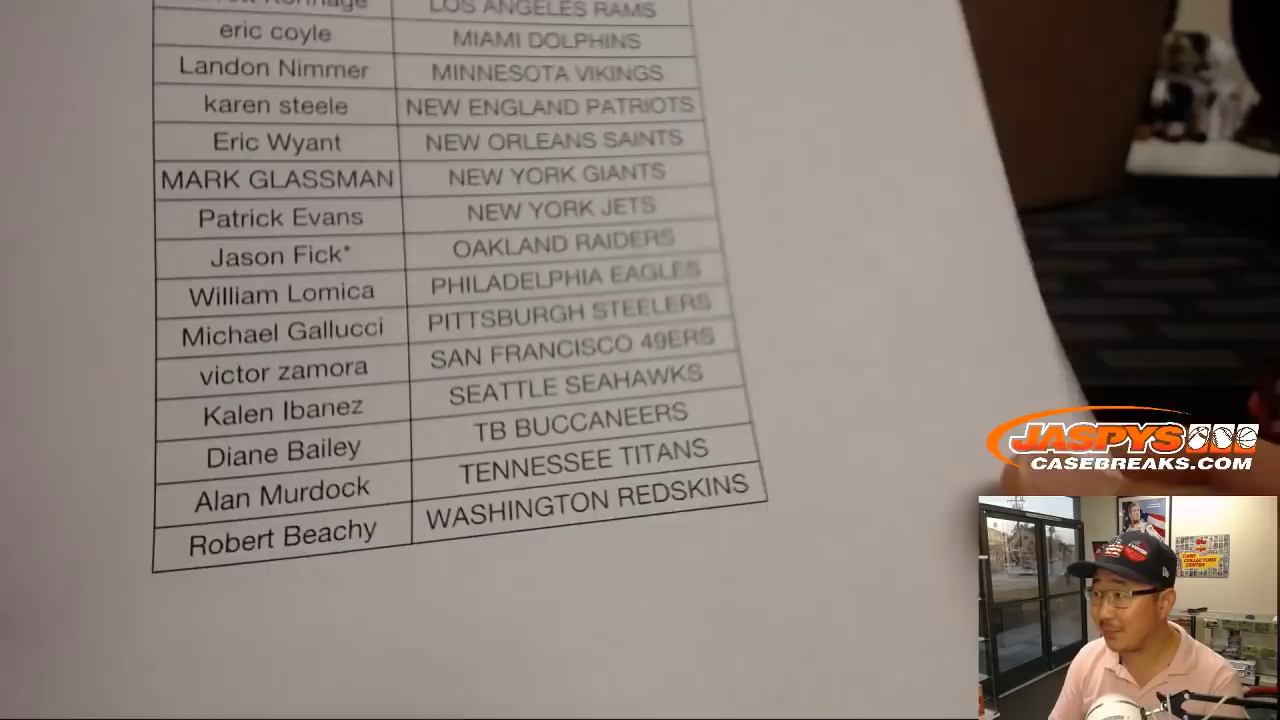 LOS ANGELES RAMS
eric coyle MIAMI DOLPHINS
Landon Nimmer MINNESOTA VIKINGS
karen steele NEW ENGLAND PATRIOTS
Eric Wyant NEW ORLEANS SAINTS
MARK GLASSMAN NEW YORK GIANTS
Patrick Evans NEW YORK JETS
Jason Fick* OAKLAND RAIDERS
William Lomica PHILADELPHIA EAGLES
Michael Gallucci PITTSBURGH STEELERS
victor zamora SAN FRANCISCO 49ERS
Kalen Ibanez SEATTLE SEAHAWKS
Diane Bailey TB BUCCANEERS
Alan Murdock TENNESSEE TITANS
Robert Beachy WASHINGTON REDSKINS
JASPYS
CASEBREAKS.COM
CARD
COLLECTORS
CENTER